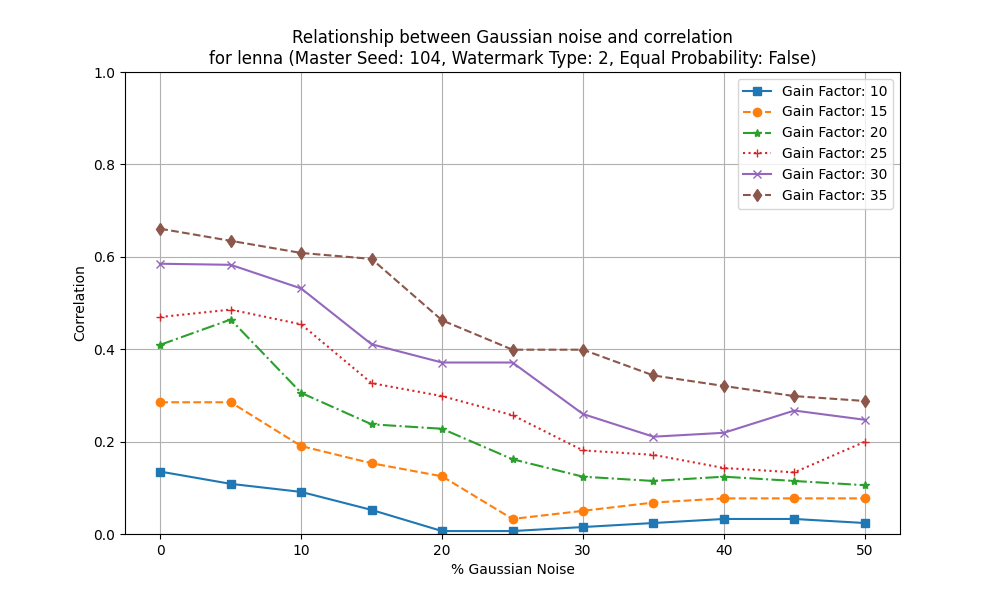 Relationship between Gaussian noise and correlation
for lenna (Master Seed: 104, Watermark Type: 2, Equal Probability: False)
1.0
0.8
0.6
0.4
0.2
0.0
Correlation
Gain Factor: 10
Gain Factor: 15
Gain Factor: 20
Gain Factor: 25
Gain Factor: 30
Gain Factor: 35
0 10 20 30 40 50
% Gaussian Noise